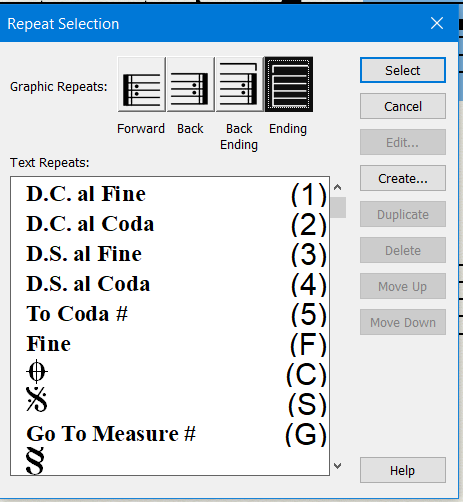 Repeat Selection
Graphic Repeats:
Forward
Back
Back Ending
Ending
Text Repeats:
D.C. al Fine (1)
D.C. al Coda (2)
D.S. al Fine (3)
D.S. al Coda (4)
To Coda # (5)
Fine (F)
(C)
(S)
Go To Measure # (G)
Select
Cancel
Edit...
Create...
Duplicate
Delete
Move Up
Move Down
Help